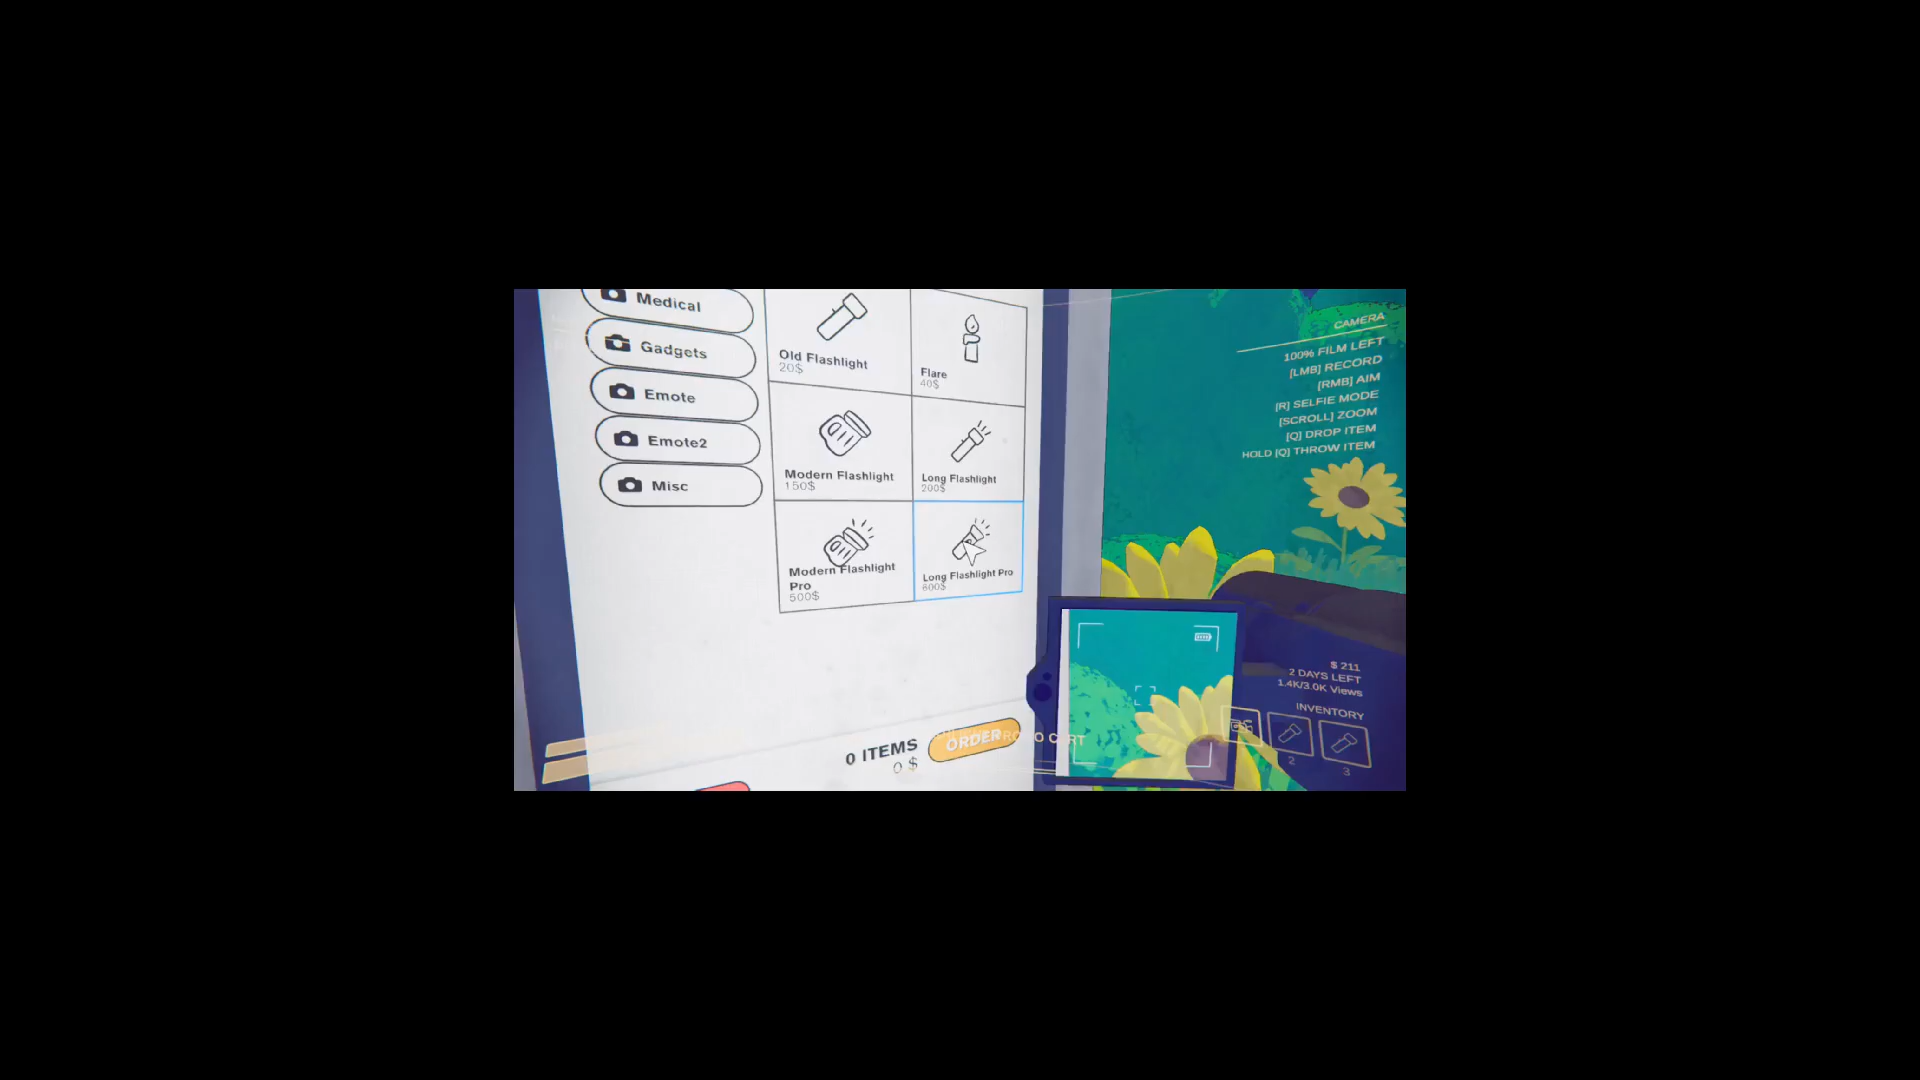 Medical
Gadgets
Emote
Emote2
Misc
Old Flashlight
20$
Flare
40$
Modern Flashlight
150$
Long Flashlight
200$
Modern Flashlight
Pro
500$
Long Flashlight Pro
600$
0 ITEMS
0 $
ORDER
CAMERA
100% FILM LEFT
[LMB] RECORD
[RMB] AIM
[R] SELFIE MODE
[SCROLL] ZOOM
[Q] DROP ITEM
HOLD [Q] THROW ITEM
$ 211
2 DAYS LEFT
1.4K/3.0K Views
INVENTORY
2
3